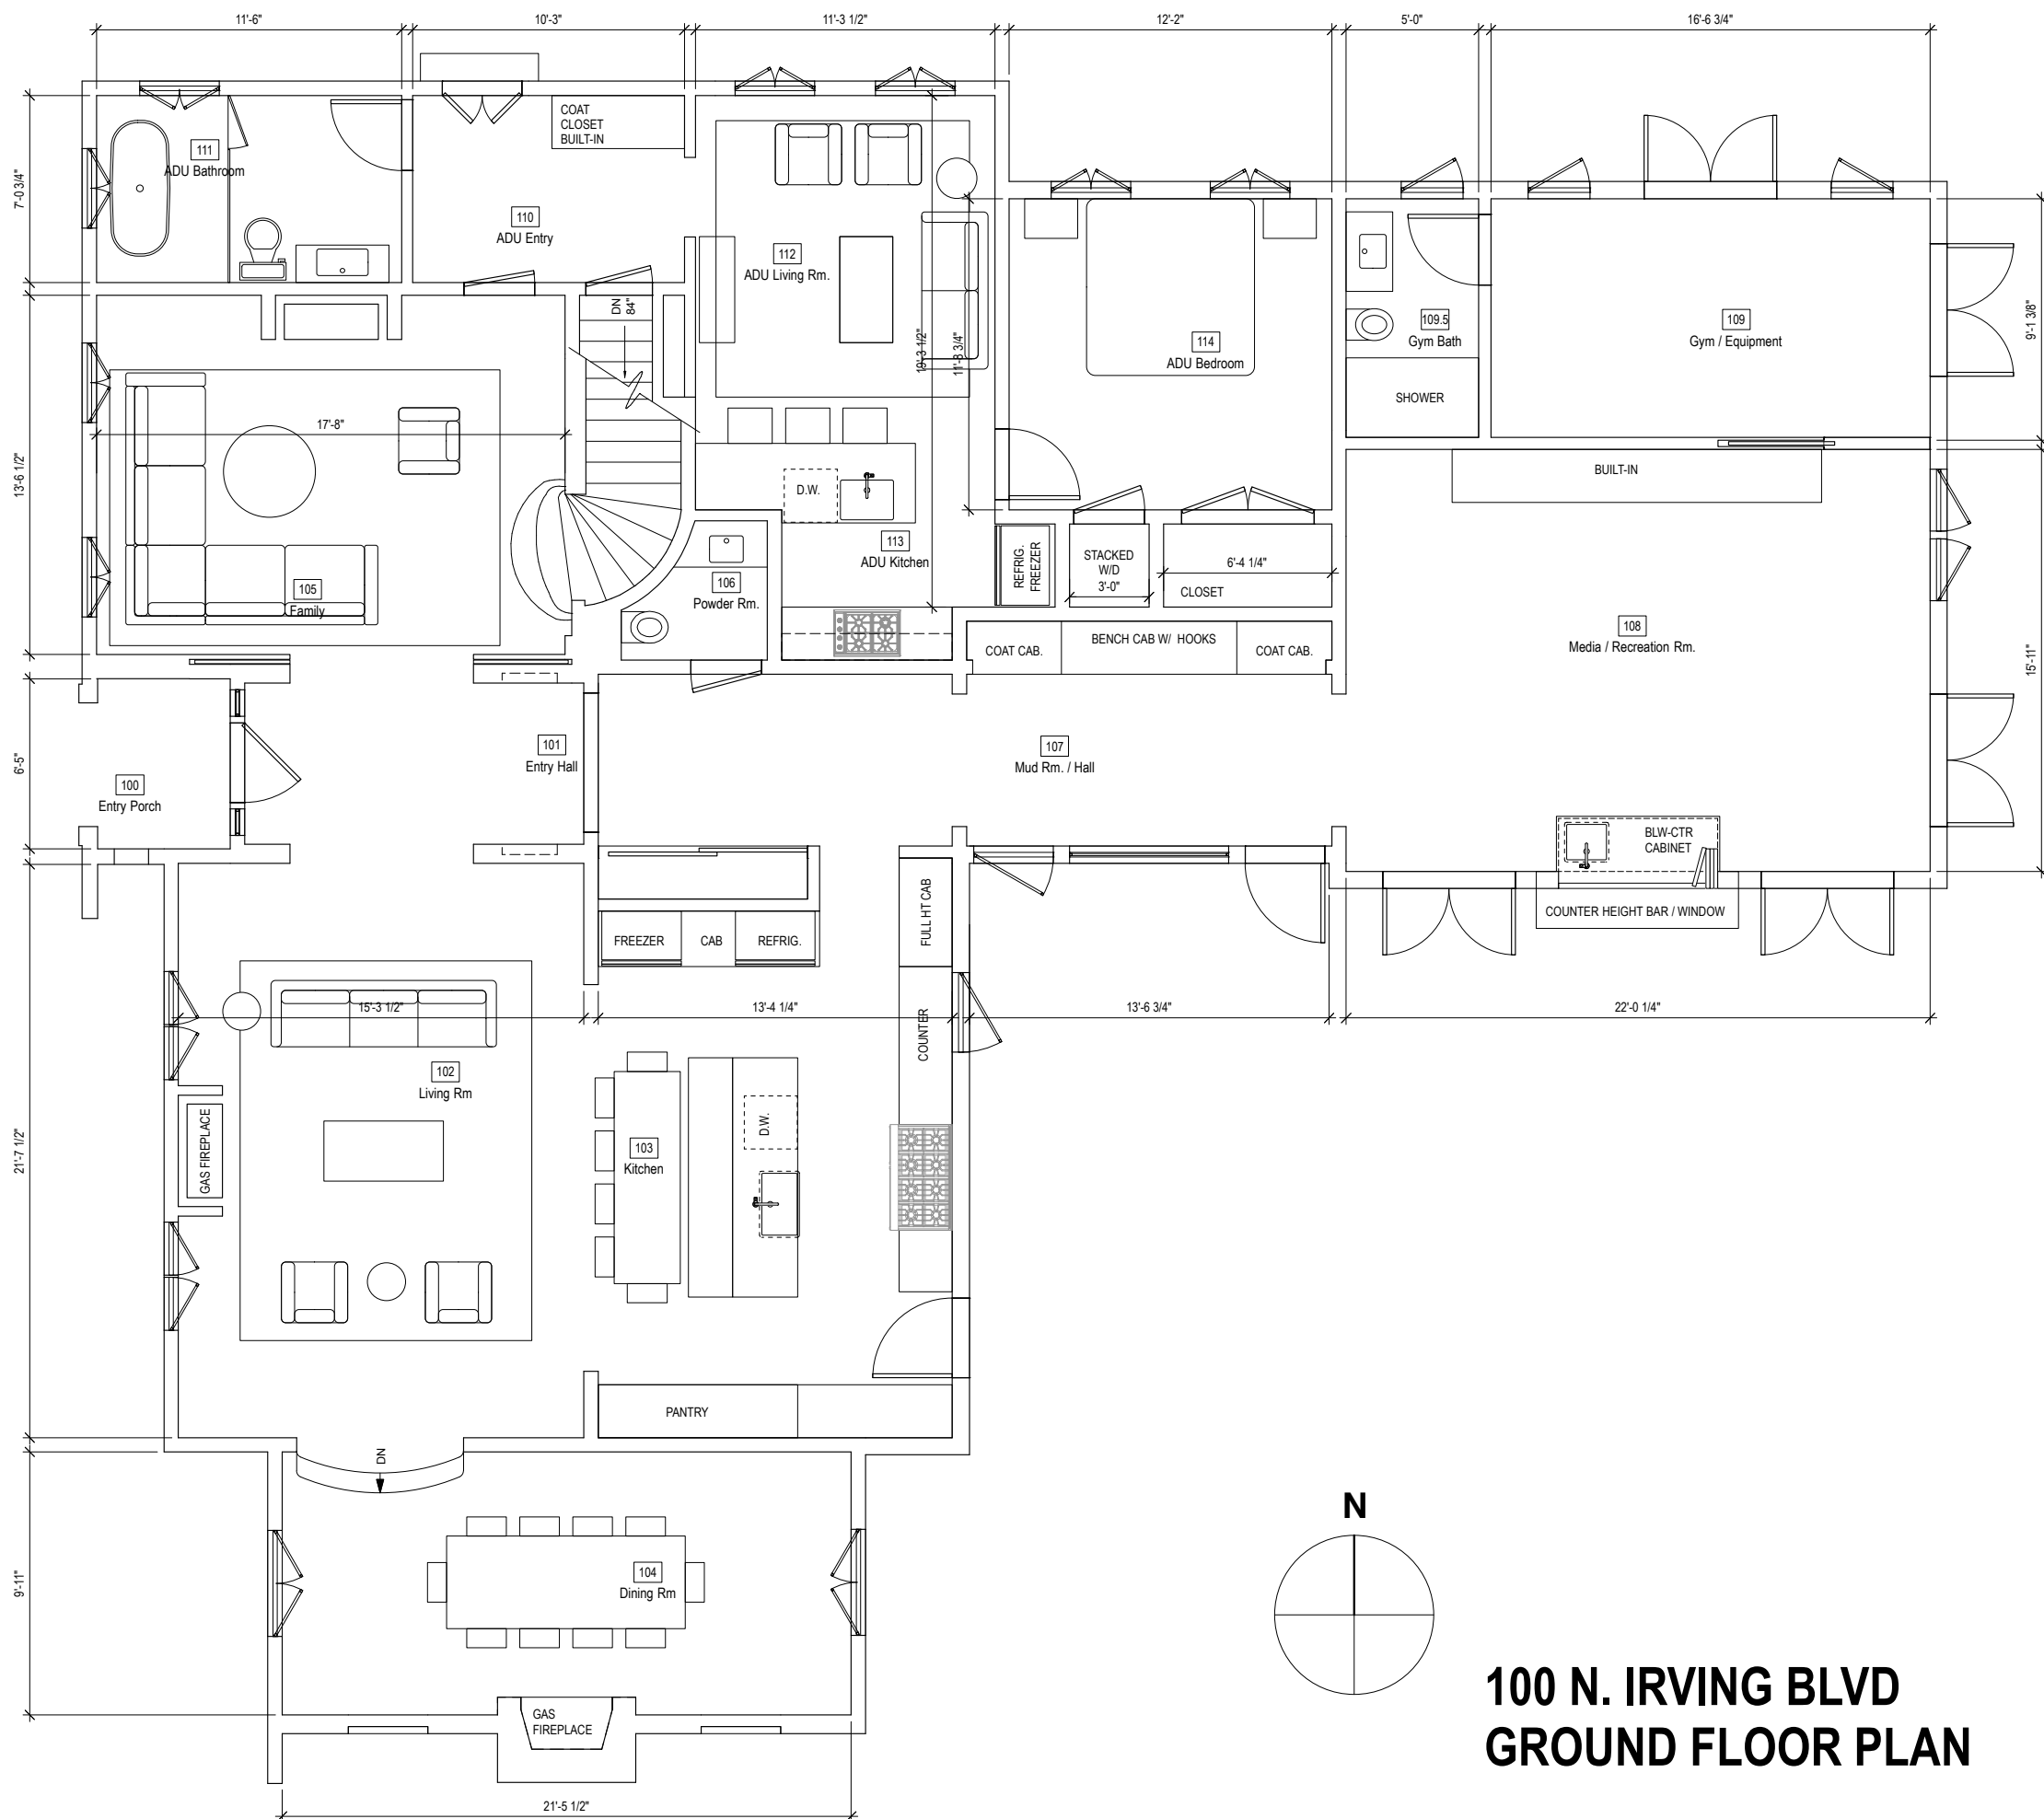 11'-6"
10'-3"
11'-3 1/2"
12'-2"
5'-0"
16'-6 3/4"
COAT
CLOSET
BUILT-IN
111
ADU Bathroom
7'-0 3/4"
110
ADU Entry
112
ADU Living Rm.
DN
84"
19'-3 1/2"
11'-8 3/4"
114
ADU Bedroom
109.5
Gym Bath
SHOWER
109
Gym / Equipment
9'-1 3/8"
17'-8"
13'-6 1/2"
BUILT-IN
D.W.
113
ADU Kitchen
REFRIG.
FREEZER
STACKED
W/D
3'-0"
6'-4 1/4"
CLOSET
105
Family
106
Powder Rm.
COAT CAB.
BENCH CAB W/ HOOKS
COAT CAB.
108
Media / Recreation Rm.
15'-11"
6'-5"
100
Entry Porch
101
Entry Hall
107
Mud Rm. / Hall
BLW-CTR
CABINET
COUNTER HEIGHT BAR / WINDOW
FREEZER
CAB
REFRIG.
FULL HT CAB
15'-3 1/2"
13'-4 1/4"
13'-6 3/4"
22'-0 1/4"
COUNTER
102
Living Rm
GAS FIREPLACE
21'-7 1/2"
D.W.
103
Kitchen
PANTRY
DN
9'-11"
104
Dining Rm
GAS
FIREPLACE
21'-5 1/2"
N
100 N. IRVING BLVD
GROUND FLOOR PLAN